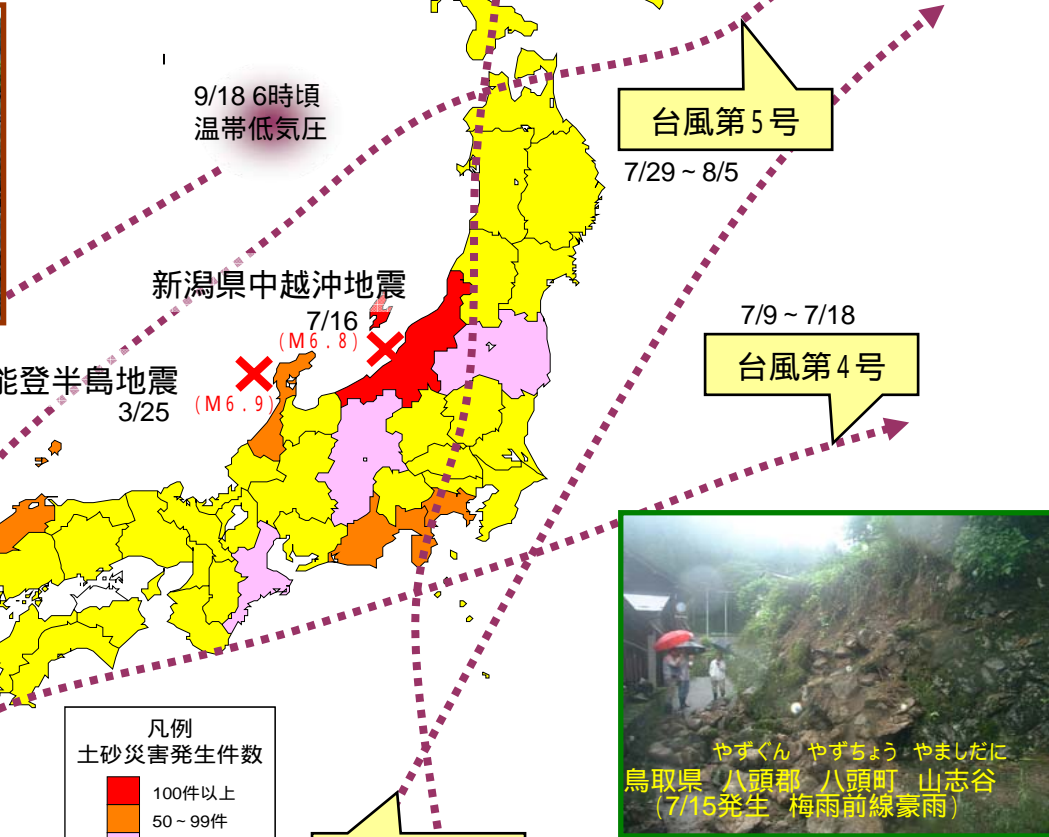 9/18 6時頃
温帯低気圧
台風第5号
7/29~8/5
新潟県中越沖地震
7/16
(M6.8)
能登半島地震
3/25
(M6.9)
7/9~7/18
台風第4号
凡例
土砂災害発生件数
100件以上
50~99件
やずぐん やずちょう やましだに
鳥取県 八頭郡 八頭町 山志谷
(7/15発生 梅雨前線豪雨)